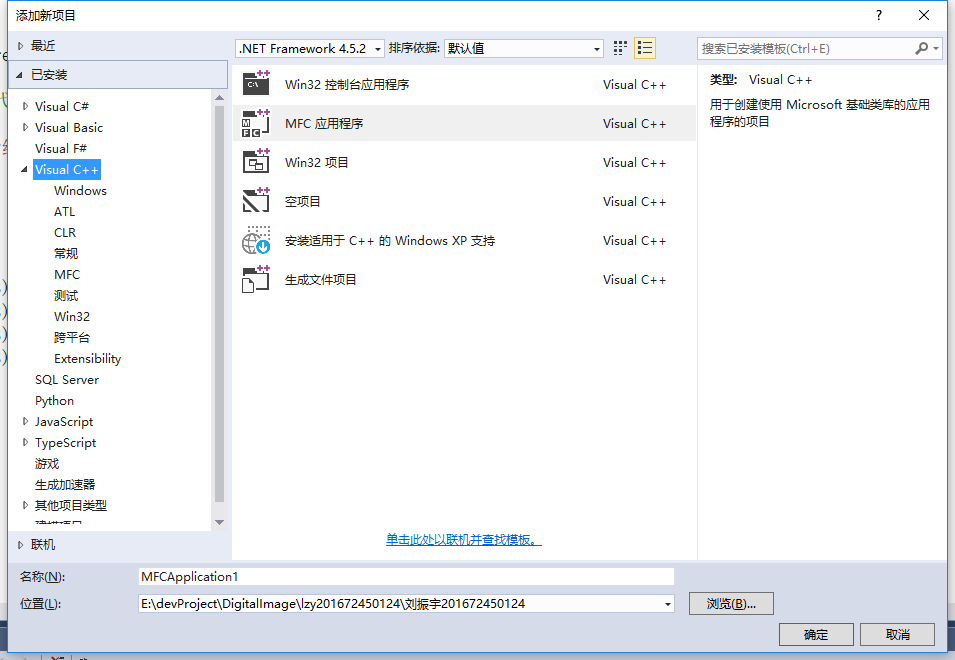 添加新项目
? ×
最近
.NET Framework 4.5.2 排序依据: 默认值
搜索已安装模板(Ctrl+E)
已安装
Visual C#
Visual Basic
Visual F#
Visual C++
Windows
ATL
CLR
常规
MFC
测试
Win32
跨平台
Extensibility
SQL Server
Python
JavaScript
TypeScript
游戏
生成加速器
其他项目类型
联机
Win32 控制台应用程序 Visual C++
MFC 应用程序 Visual C++
Win32 项目 Visual C++
空项目 Visual C++
安装适用于 C++ 的 Windows XP 支持 Visual C++
生成文件项目 Visual C++
单击此处以联机并查找模板。
类型: Visual C++
用于创建使用 Microsoft 基础类库的应用
程序的项目
名称(N): MFCApplication1
位置(L): E:\devProject\DigitalImage\lzy201672450124\刘振宇201672450124 浏览(B)...
确定 取消